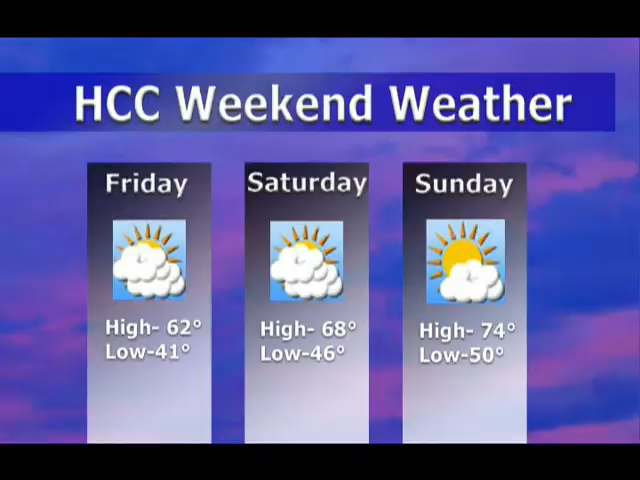 HCC Weekend Weather
Friday
High- 62°
Low-41°
Saturday
High- 68°
Low-46°
Sunday
High- 74°
Low-50°